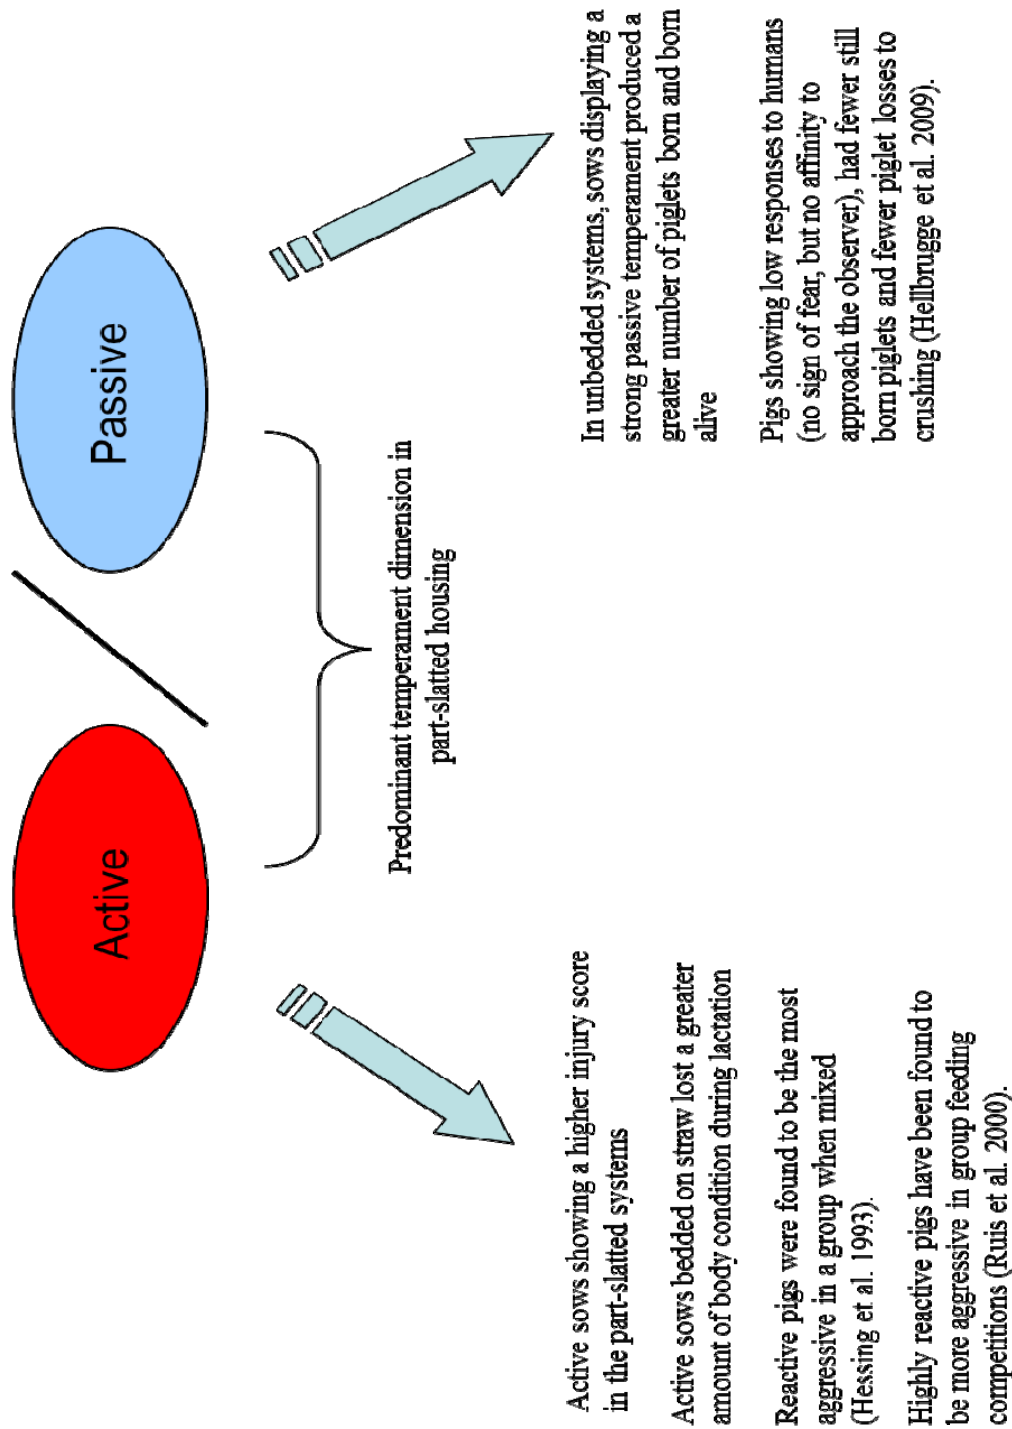 Active
Passive
Predominant temperament dimension in
part-slatted housing
Active sows showing a higher injury score
in the part-slatted systems
Active sows bedded on straw lost a greater
amount of body condition during lactation
Reactive pigs were found to be the most
aggressive in a group when mixed
(Hessing et al. 1993).
Highly reactive pigs have been found to
be more aggressive in group feeding
competitions (Ruis et al. 2000).
In unbedded systems, sows displaying a
strong passive temperament produced a
greater number of piglets born and born
alive
Pigs showing low responses to humans
(no sign of fear, but no affinity to
approach the observer), had fewer still
born piglets and fewer piglet losses to
crushing (Hellbrugge et al. 2009).